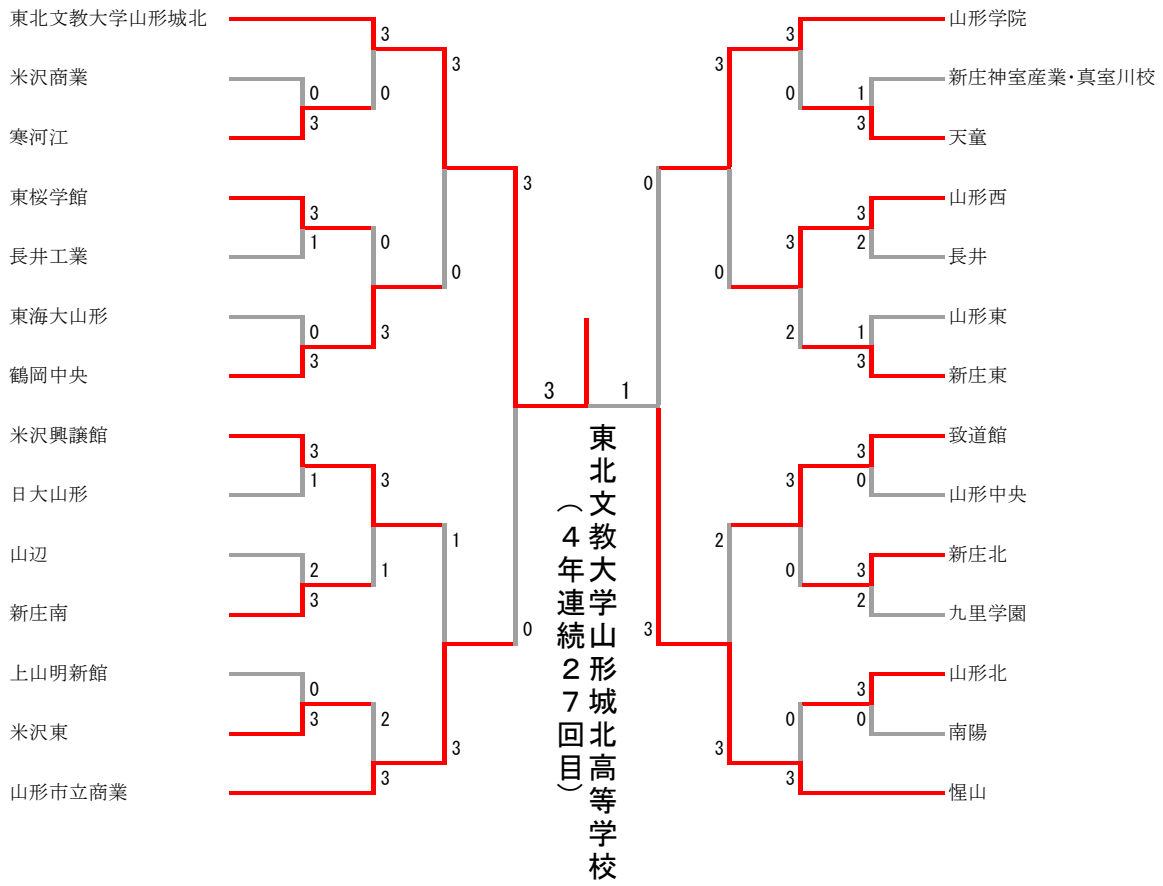 東北文教大学山形城北
米沢商業
寒河江
東桜学館
長井工業
東海大山形
鶴岡中央
米沢興譲館
日大山形
山辺
新庄南
上山明新館
米沢東
山形市立商業
0
3
3
1
0
3
3
1
2
3
0
3
3
0
0
3
3
1
2
3
3
0
1
3
3
0
3
1
東北文教大学山形城北高等学校
（４年連続２７回目）
0
3
3
0
2
3
3
0
3
2
3
0
0
3
1
3
3
2
1
3
3
0
3
2
3
0
山形学院
新庄神室産業・真室川校
天童
山形西
長井
山形東
新庄東
致道館
山形中央
新庄北
九里学園
山形北
南陽
惺山